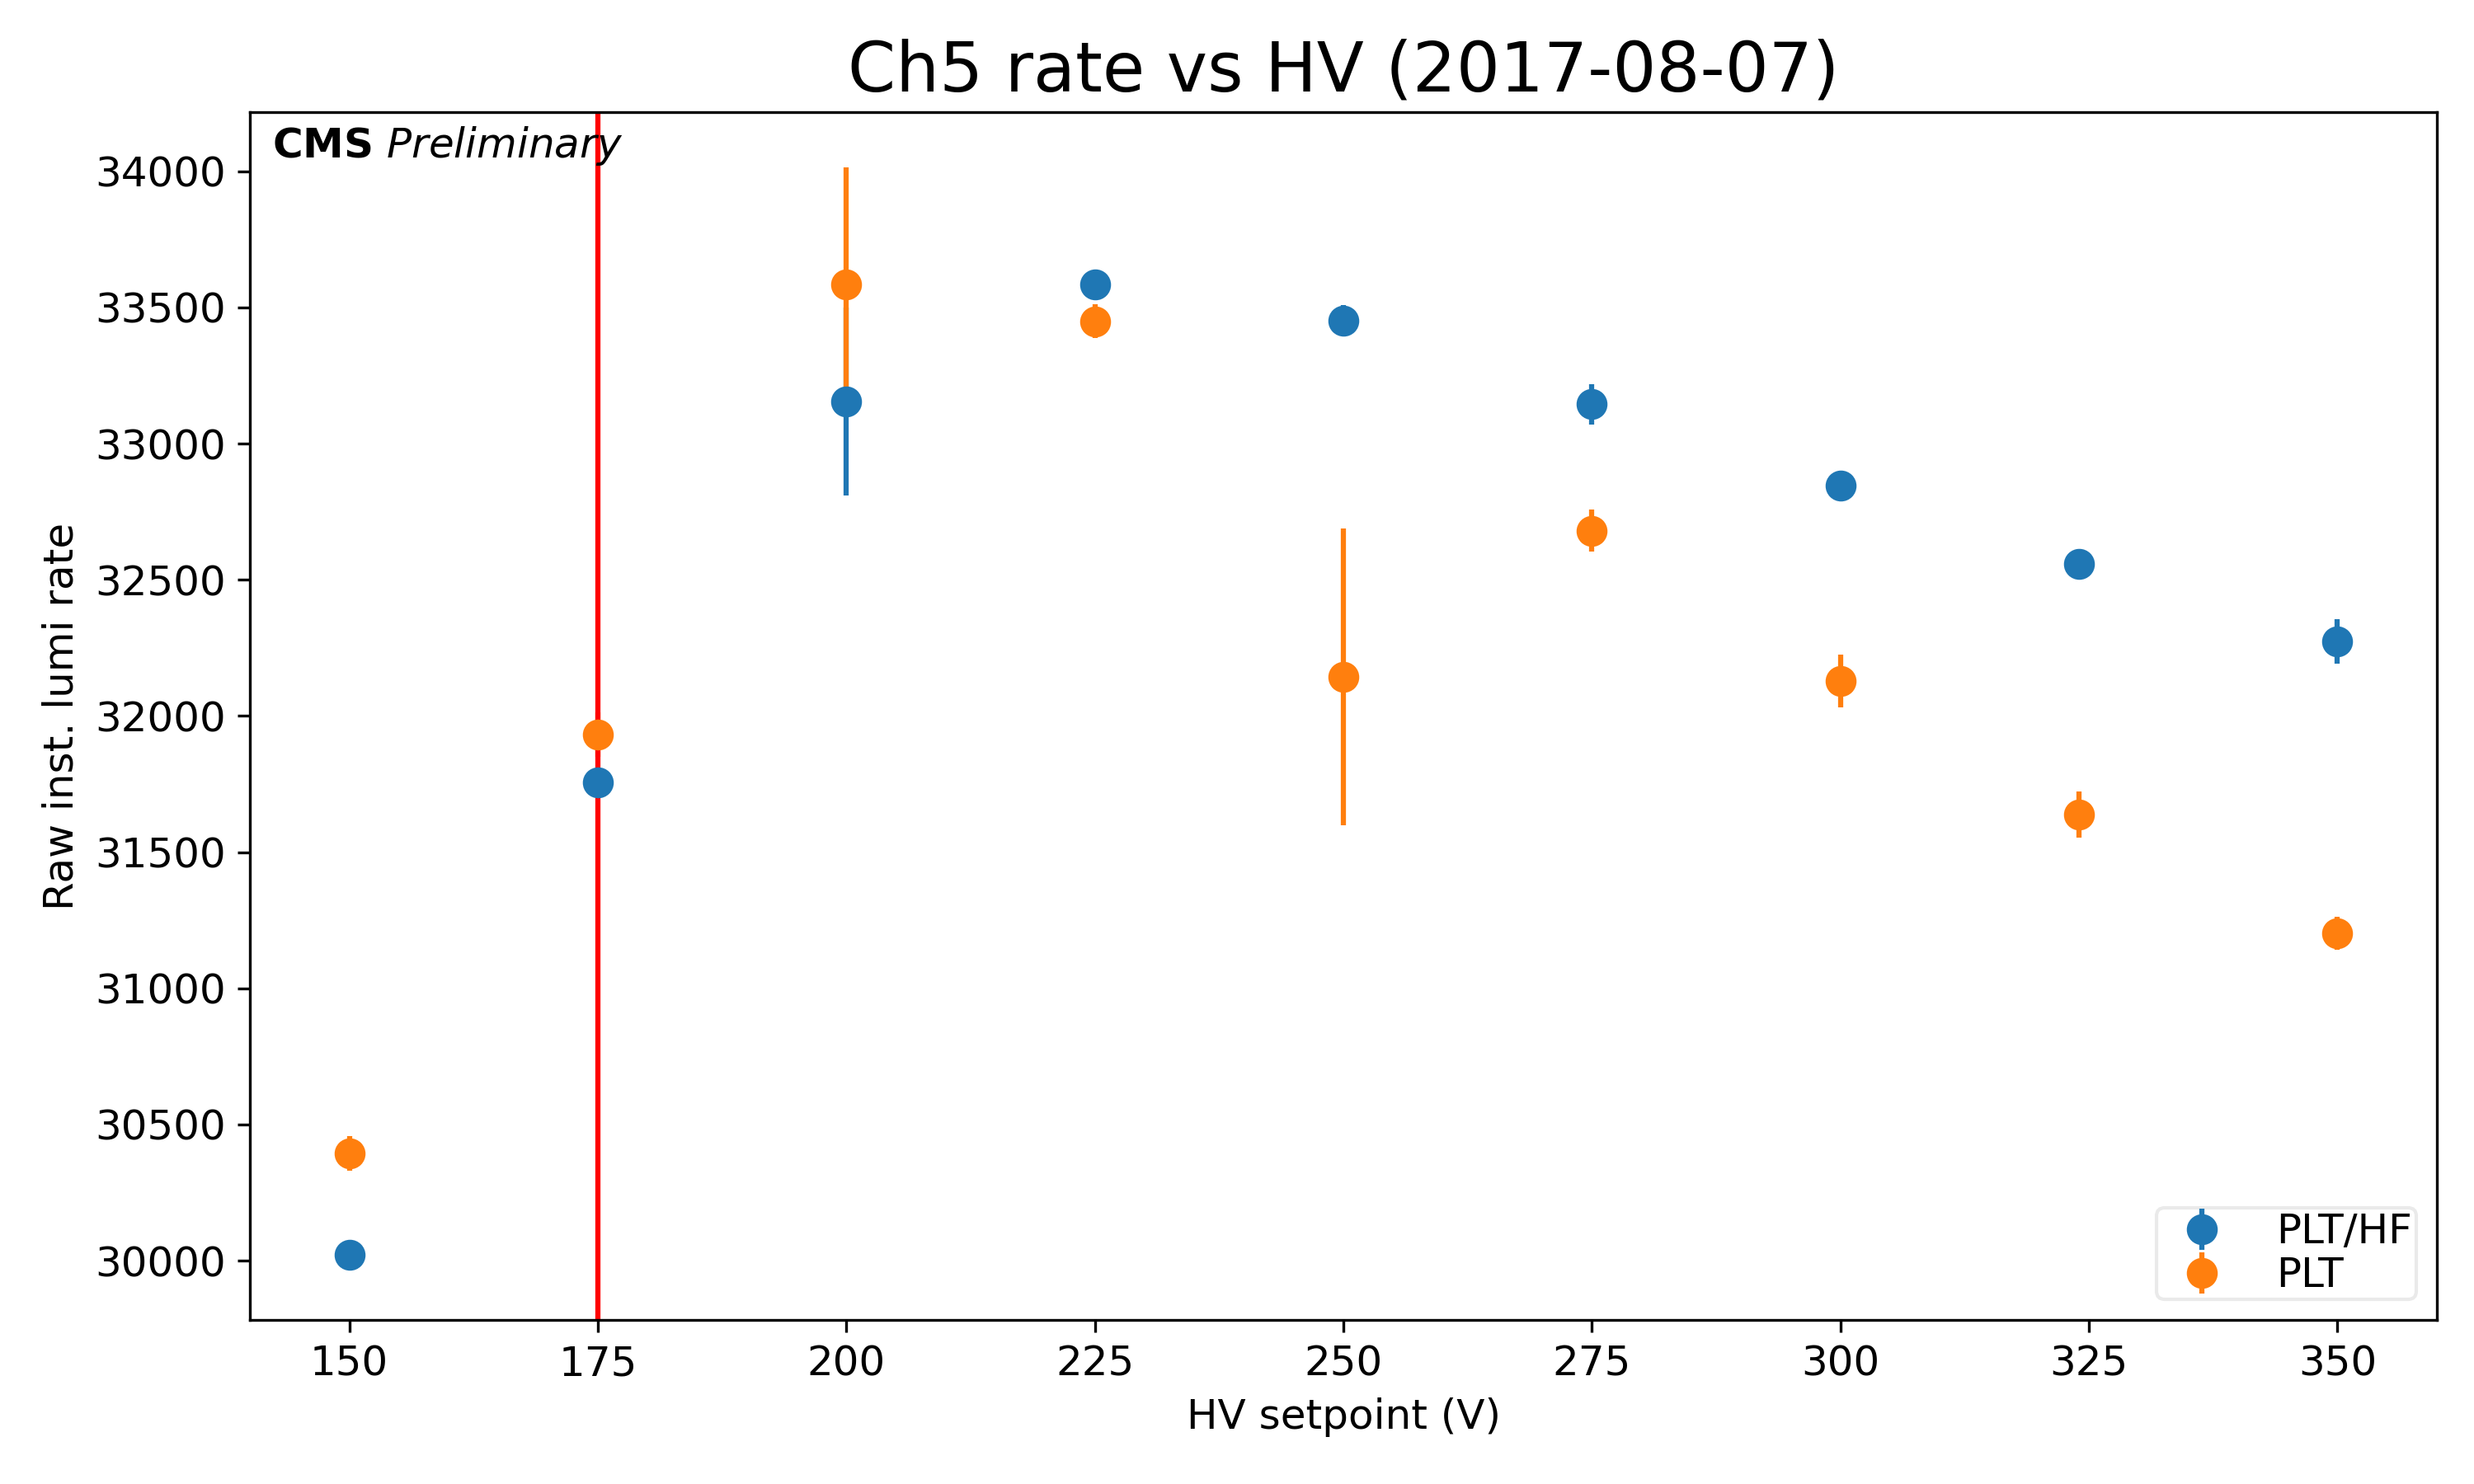 Ch5 rate vs HV (2017-08-07)
CMS Preliminary
34000
33500
33000
32500
32000
31500
31000
30500
30000
Raw inst. lumi rate
150 175 200 225 250 275 300 325 350
HV setpoint (V)
PLT/HF
PLT